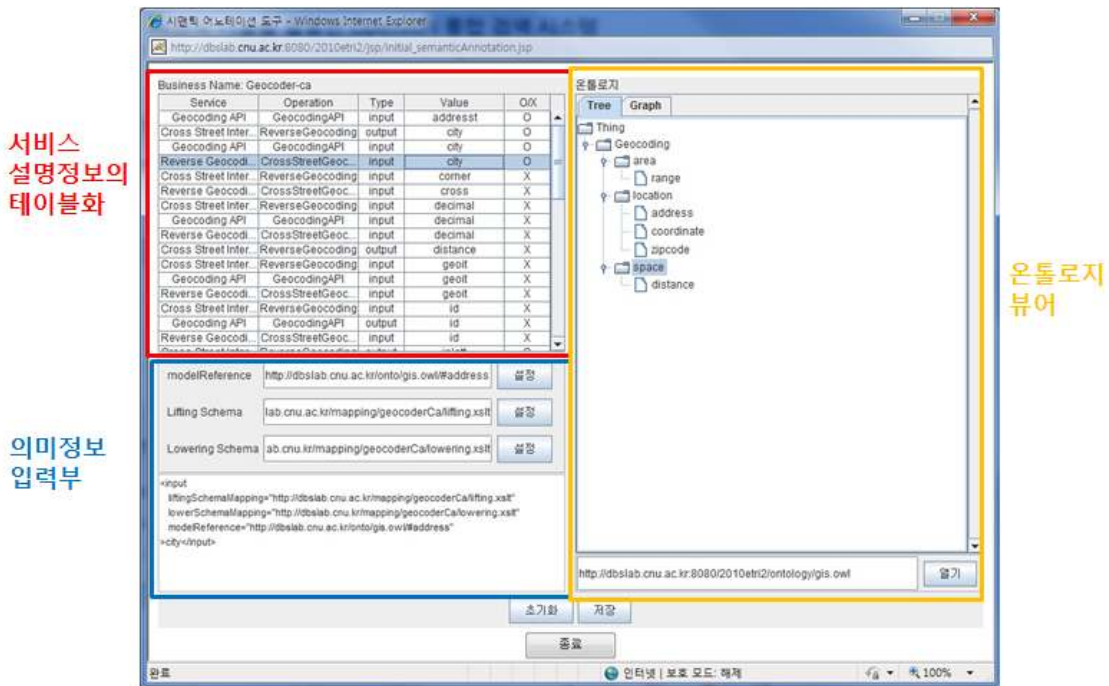 시맨틱 어노테이션 도구 - Windows Internet Explorer
http://dbslab.cnu.ac.kr:8080/2010etri2/jsp/initial_semanticAnnotation.jsp
서비스
설명정보의
테이블화
Business Name: Geocoder-ca
Service Operation Type Value O/X
Geocoding API GeocodingAPI input addresst O
Cross Street Inter... ReverseGeocoding output city O
Geocoding API GeocodingAPI input city O
Reverse Geocodi... CrossStreetGeoc... input city O
Cross Street Inter... ReverseGeocoding input corner X
Reverse Geocodi... CrossStreetGeoc... input cross X
Cross Street Inter... ReverseGeocoding input decimal X
Geocoding API GeocodingAPI input decimal X
Reverse Geocodi... CrossStreetGeoc... input decimal X
Cross Street Inter... ReverseGeocoding output distance X
Cross Street Inter... ReverseGeocoding input geoit X
Geocoding API GeocodingAPI input geoit X
Reverse Geocodi... CrossStreetGeoc... input geoit X
Cross Street Inter... ReverseGeocoding input id X
Geocoding API GeocodingAPI output id X
Reverse Geocodi... CrossStreetGeoc... input id X
의미정보
입력부
modelReference http://dbslab.cnu.ac.kr/onto/gis.owl/#address 설정
Lifting Schema lab.cnu.ac.kr/mapping/geocoderCa/lifting.xslt 설정
Lowering Schema ab.cnu.kr/mapping/geocoderCa/lowering.xslt 설정
<input
liftingSchemaMapping="http://dbslab.cnu.ac.kr/mapping/geocoderCa/lifting.xslt"
lowerSchemaMapping="http://dbslab.cnu.kr/mapping/geocoderCa/lowering.xslt"
modelReference="http://dbslab.cnu.ac.kr/onto/gis.owl/#address"
>city</input>
온톨로지
Tree Graph
Thing
Geocoding
area
range
location
address
coordinate
zipcode
space
distance
http://dbslab.cnu.ac.kr:8080/2010etri2/ontology/gis.owl 열기
온톨로지
뷰어
초기화 저장
종료
완료 인터넷 | 보호 모드: 해제 100%